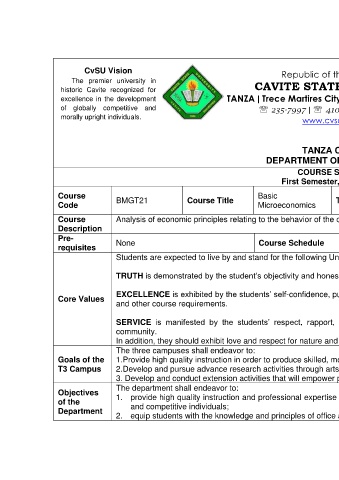 CvSU Vision
The premier university in
historic Cavite recognized for
excellence in the development
of globally competitive and
morally upright individuals.
Republic of th
CAVITE STATE
TANZA | Trece Martires City
☏ 235-7997 | ☏ 410
www.cvs
TANZA C
DEPARTMENT OF
COURSE S
First Semester,
Course
Code
BMGT21
Course Title
Basic
Microeconomics
T
Course
Description
Analysis of economic principles relating to the behavior of the c
Pre-
requisites
None
Course Schedule
Core Values
Students are expected to live by and stand for the following Un
TRUTH is demonstrated by the student's objectivity and hones
EXCELLENCE is exhibited by the students' self-confidence, pu
and other course requirements.
SERVICE is manifested by the students' respect, rapport,
community.
In addition, they should exhibit love and respect for nature and
Goals of the
T3 Campus
The three campuses shall endeavor to:
1.Provide high quality instruction in order to produce skilled, mo
2.Develop and pursue advance research activities through arts
3. Develop and conduct extension activities that will empower p
Objectives
of the
Department
The department shall endeavor to:
1. provide high quality instruction and professional expertise
and competitive individuals;
2. equip students with the knowledge and principles of office a